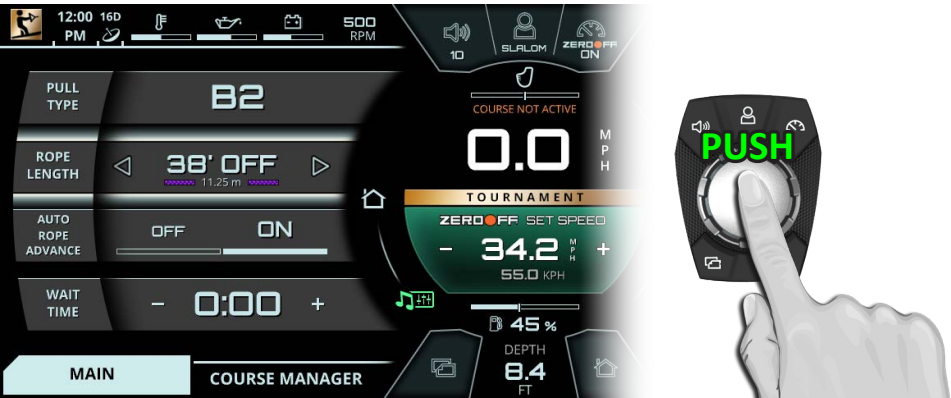 12:00 16D
PM
500
RPM
10
SLALOM
ZEROOFF
ON
PULL
TYPE
B2
COURSE NOT ACTIVE
0.0
MPH
ROPE
LENGTH
38' OFF
11.25 m
TOURNAMENT
ZEROOFF SET SPEED
- 34.2 MPH +
55.0 KPH
AUTO
ROPE
ADVANCE
OFF ON
WAIT
TIME
- 0:00 +
45 %
DEPTH
8.4
FT
MAIN
COURSE MANAGER
PUSH